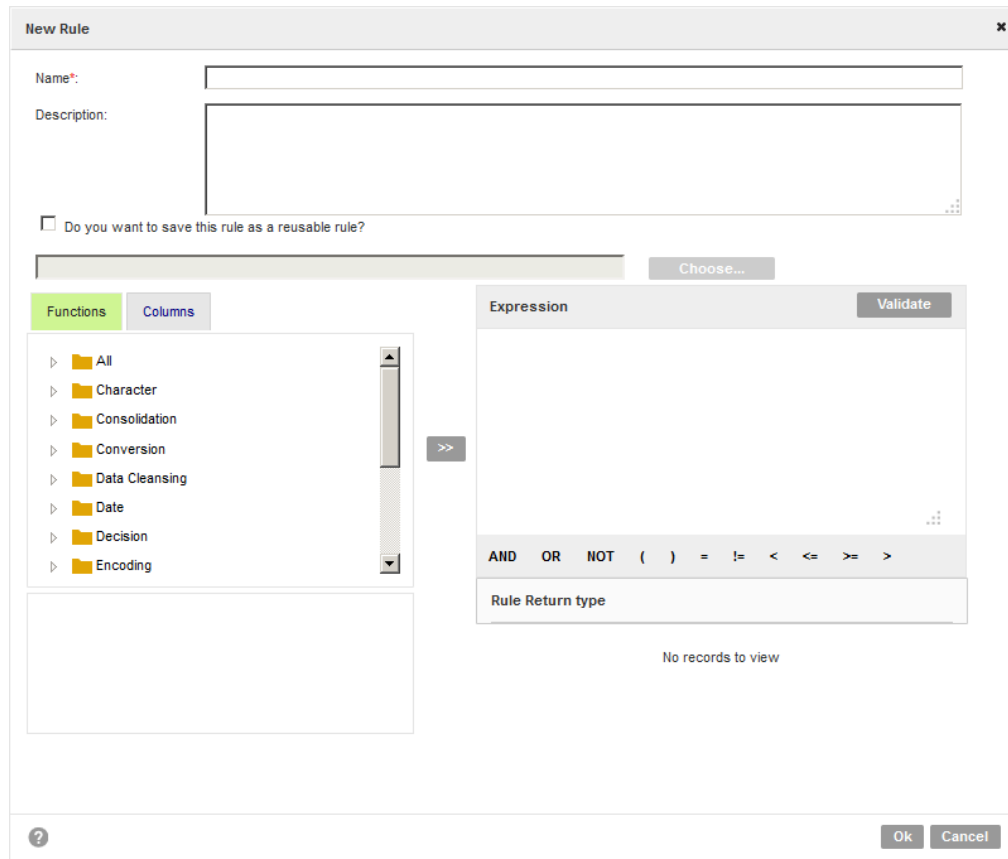 New Rule
Name*:
Description:
Do you want to save this rule as a reusable rule?
Choose...
Functions Columns
All
Character
Consolidation
Conversion
Data Cleansing
Date
Decision
Encoding
>>
Expression Validate
AND OR NOT ( ) = != < <= >= >
Rule Return type
No records to view
? Ok Cancel